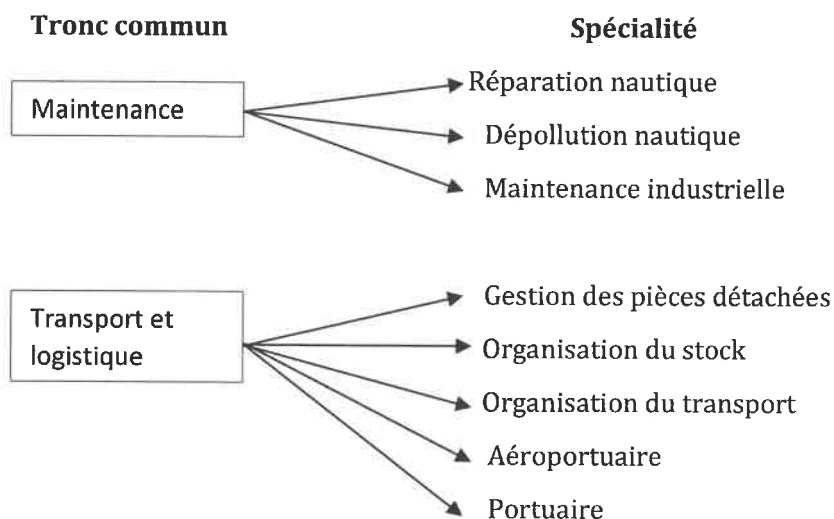 Tronc commun
Spécialité
Maintenance
Réparation nautique
Dépollution nautique
Maintenance industrielle
Transport et
logistique
Gestion des pièces détachées
Organisation du stock
Organisation du transport
Aéroportuaire
Portuaire